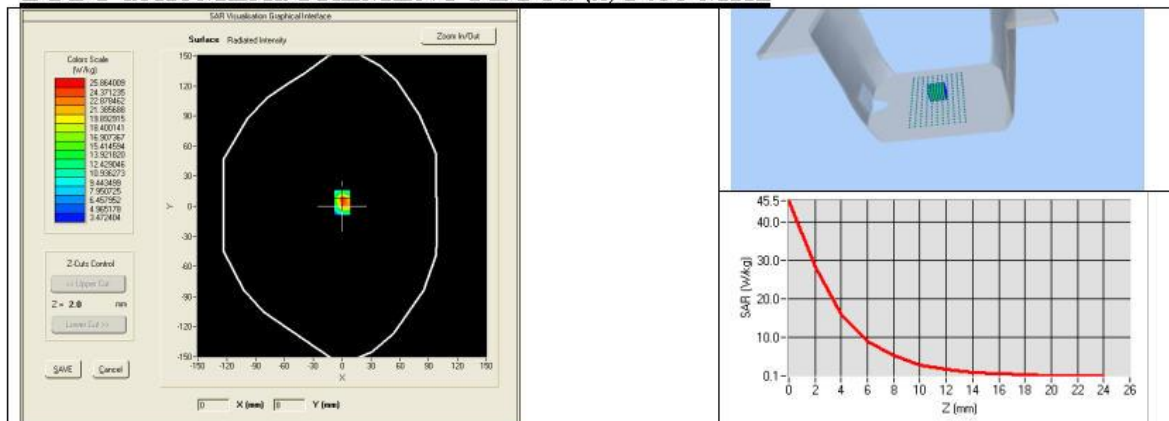 SAR Visualisation Graphical Interface
Surface Radiated Intensity
Zoom In/Out
Colors Scale
(W/kg)
25.864009
24.371235
22.878462
21.385688
19.892915
18.400141
16.907367
15.414594
13.921820
12.429046
10.936273
9.443499
7.950725
6.457952
4.965178
3.472404
150
120
90
60
30
0
-30
-60
-90
-120
-150
Y
-150 -120 -90 -60 -30 0 30 60 90 120 150
X
Z-Cuts Control
<< Upper Cut
Z = 2.0 mm
Lower Cut >>
SAVE
Cancel
0 X (mm) 0 Y (mm)
45.5
40.0
30.0
20.0
10.0
0.1
SAR (W/kg)
0 2 4 6 8 10 12 14 16 18 20 22 24 26
Z (mm)